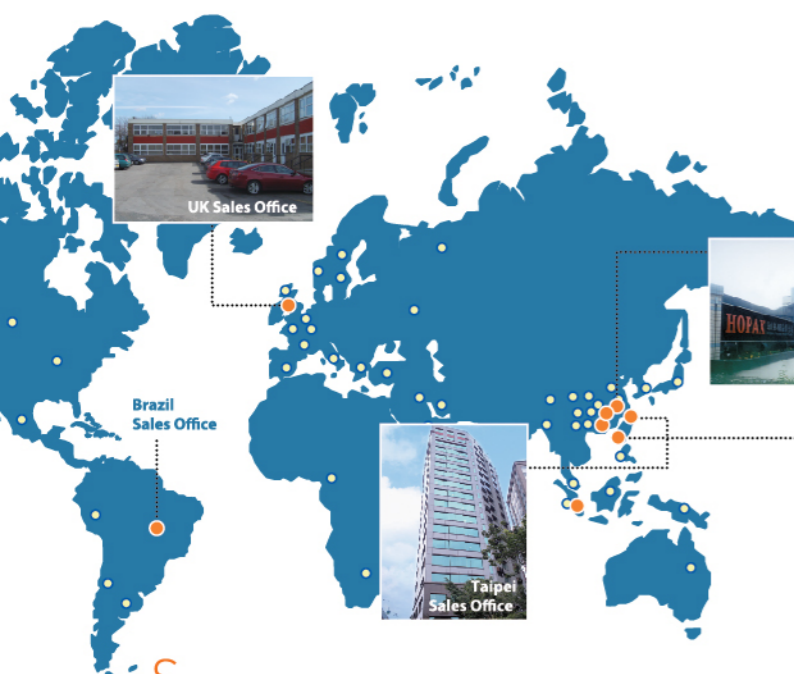 UK Sales Office
HOPAX
Brazil
Sales Office
Taipei
Sales Office